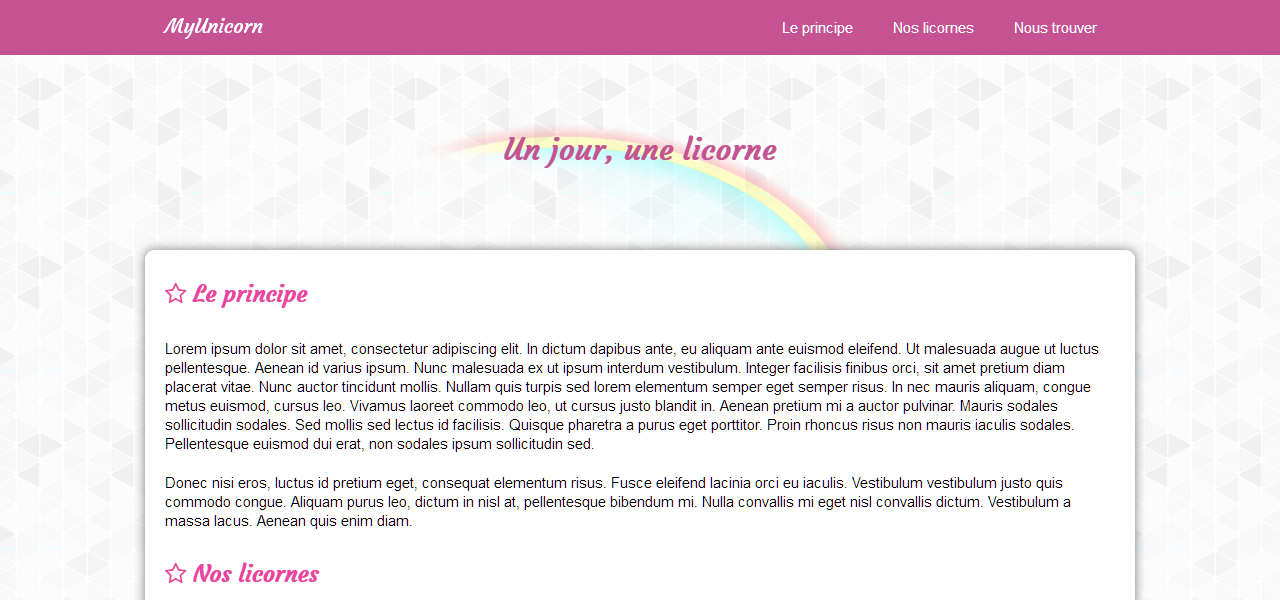 MyUnicorn
Le principe
Nos licornes
Nous trouver
Un jour, une licorne
Le principe
Lorem ipsum dolor sit amet, consectetur adipiscing elit. In dictum dapibus ante, eu aliquam ante euismod eleifend. Ut malesuada augue ut luctus
pellentesque. Aenean id varius ipsum. Nunc malesuada ex ut ipsum interdum vestibulum. Integer facilisis finibus orci, sit amet pretium diam
placerat vitae. Nunc auctor tincidunt mollis. Nullam quis turpis sed lorem elementum semper eget semper risus. In nec mauris aliquam, congue
metus euismod, cursus leo. Vivamus laoreet commodo leo, ut cursus justo blandit in. Aenean pretium mi a auctor pulvinar. Mauris sodales
sollicitudin sodales. Sed mollis sed lectus id facilisis. Quisque pharetra a purus eget porttitor. Proin rhoncus risus non mauris iaculis sodales.
Pellentesque euismod dui erat, non sodales ipsum sollicitudin sed.
Donec nisi eros, luctus id pretium eget, consequat elementum risus. Fusce eleifend lacinia orci eu iaculis. Vestibulum vestibulum justo quis
commodo congue. Aliquam purus leo, dictum in nisl at, pellentesque bibendum mi. Nulla convallis mi eget nisl convallis dictum. Vestibulum a
massa lacus. Aenean quis enim diam.
Nos licornes